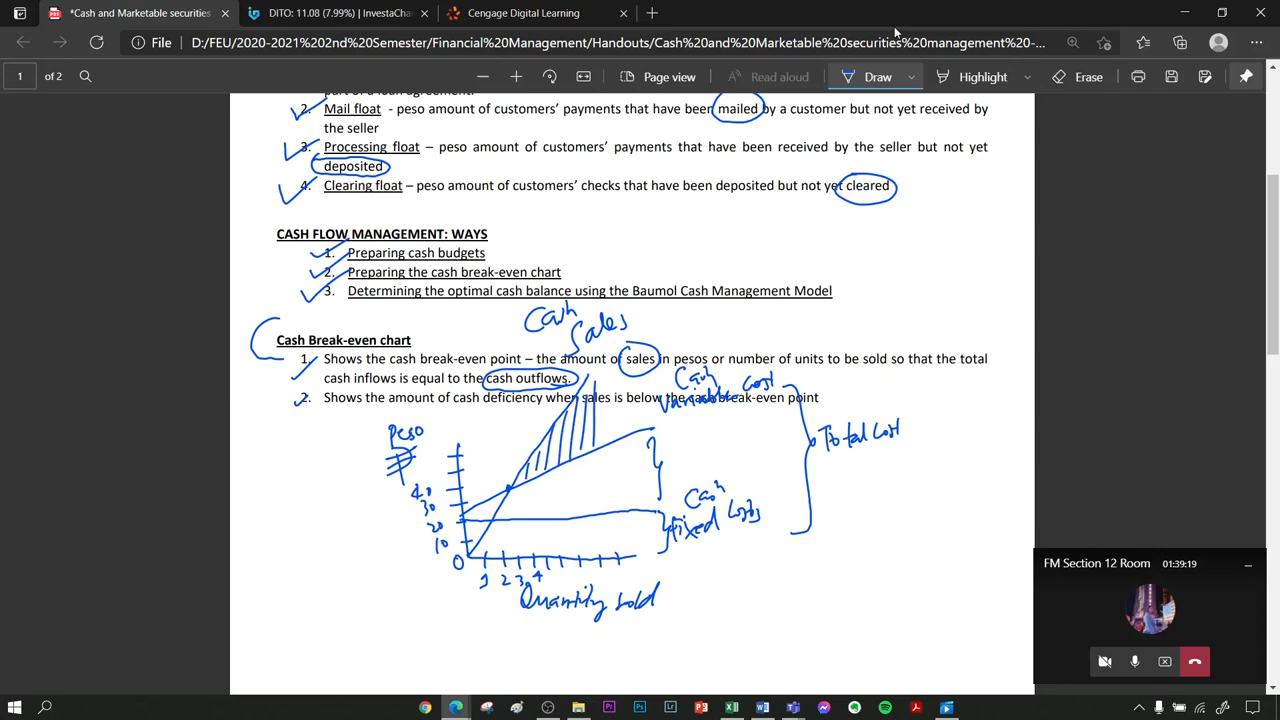 *Cash and Marketable securities
DITO: 11.08 (7.99%) | InvestaCha
Cengage Digital Learning
File
D:/FEU/2020-2021%202nd%20Semester/Financial%20Management/Handouts/Cash%20and%20Marketable%20securities%20management%20-...
1 of 2
Page view
Read aloud
Draw
Highlight
Erase
part of a loan agreement.
2. Mail float - peso amount of customers' payments that have been mailed by a customer but not yet received by
the seller
3. Processing float – peso amount of customers' payments that have been received by the seller but not yet
deposited
4. Clearing float – peso amount of customers' checks that have been deposited but not yet cleared
CASH FLOW MANAGEMENT: WAYS
1. Preparing cash budgets
2. Preparing the cash break-even chart
3. Determining the optimal cash balance using the Baumol Cash Management Model
Cash
Sales
Cash Break-even chart
1. Shows the cash break-even point – the amount of sales in pesos or number of units to be sold so that the total
cash inflows is equal to the cash outflows.
2. Shows the amount of cash deficiency when sales is below the cash break-even point
Cash
Variable Cost
Peso
Total Cost
40
30
20
10
0
Cash
Fixed Costs
1 2 3 4
Quantity sold
FM Section 12 Room
01:39:19